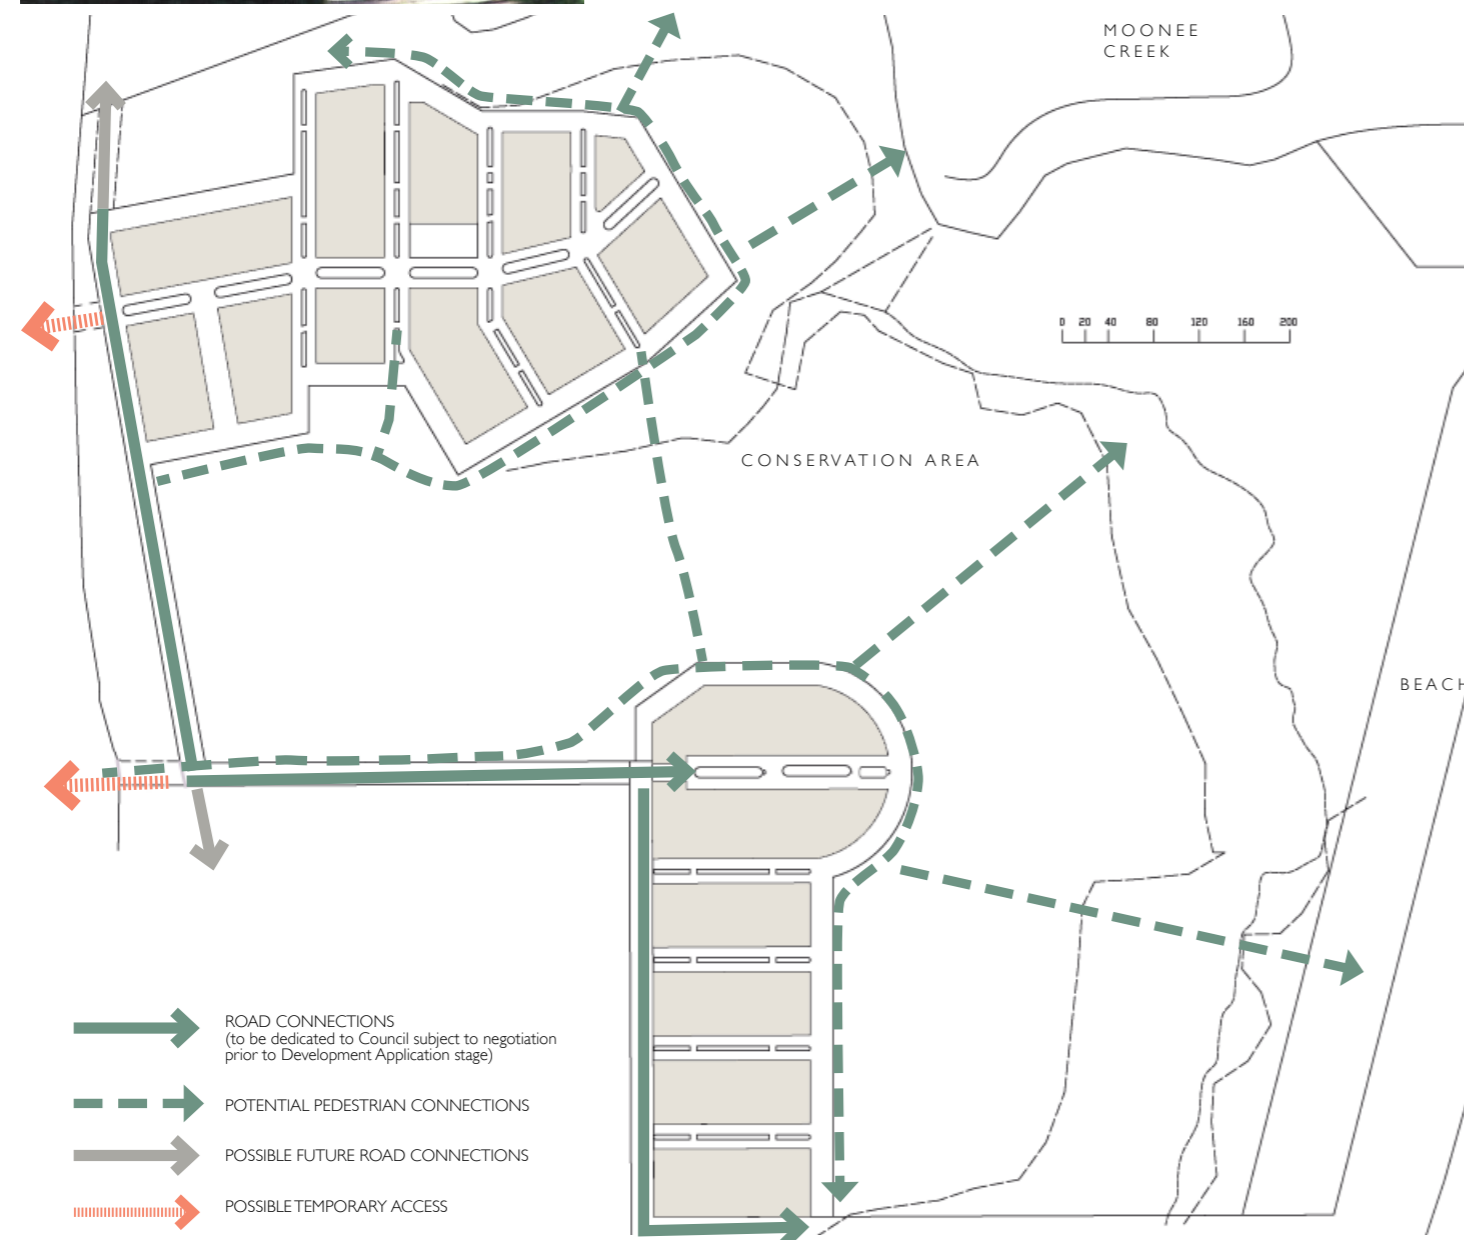 MOONEE
CREEK
0 20 40 80 120 160 200
CONSERVATION AREA
BEACH
ROAD CONNECTIONS
(to be dedicated to Council subject to negotiation
prior to Development Application stage)
POTENTIAL PEDESTRIAN CONNECTIONS
POSSIBLE FUTURE ROAD CONNECTIONS
POSSIBLE TEMPORARY ACCESS